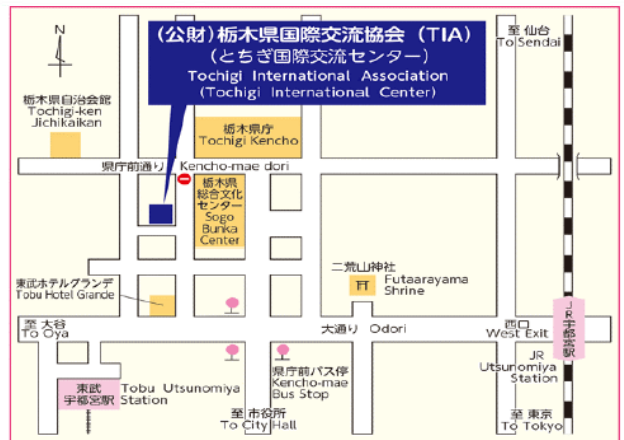 (公財)栃木県国際交流協会 (TIA)
(とちぎ国際交流センター)
Tochigi International Association
(Tochigi International Center)
至 仙台
To Sendai
N
栃木県自治会館
Tochigi-ken
Jichikaikan
栃木県庁
Tochigi Kencho
県庁前通り Kencho-mae dori
栃木県
総合文化
センター
Sogo
Bunka
Center
二荒山神社
Futaarayama
Shrine
東武ホテルグランデ
Tobu Hotel Grande
至 大谷
To Oya
大通り Odori
西口
West Exit
JR宇都宮駅
JR
Utsunomiya
Station
県庁前バス停
Kencho-mae
Bus Stop
東武
宇都宮駅
Tobu Utsunomiya
Station
至 市役所
To City Hall
至 東京
To Tokyo